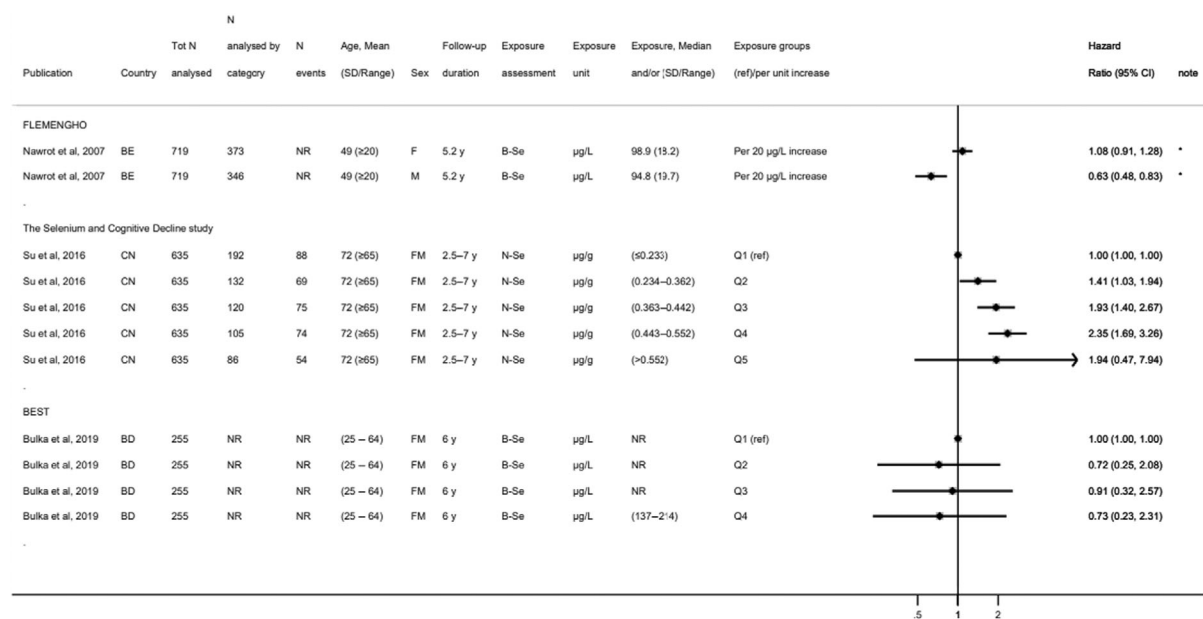 N
Tot N analysed by N Age, Mean Follow-up Exposure Exposure Exposure, Median Exposure groups Hazard
Publication Country analysed category events (SD/Range) Sex duration assessment unit and/or (SD/Range) (ref)/per unit increase Ratio (95% CI) note
FLEMENGHO
Nawrot et al, 2007 BE 719 373 NR 49 (≥20) F 5.2 y B-Se µg/L 98.9 (18.2) Per 20 µg/L increase 1.08 (0.91, 1.28) *
Nawrot et al, 2007 BE 719 346 NR 49 (≥20) M 5.2 y B-Se µg/L 94.8 (19.7) Per 20 µg/L increase 0.63 (0.48, 0.83) *
.
The Selenium and Cognitive Decline study
Su et al, 2016 CN 635 192 88 72 (≥65) FM 2.5–7 y N-Se µg/g (≤0.233) Q1 (ref) 1.00 (1.00, 1.00)
Su et al, 2016 CN 635 132 69 72 (≥65) FM 2.5–7 y N-Se µg/g (0.234–0.362) Q2 1.41 (1.03, 1.94)
Su et al, 2016 CN 635 120 75 72 (≥65) FM 2.5–7 y N-Se µg/g (0.363–0.442) Q3 1.93 (1.40, 2.67)
Su et al, 2016 CN 635 105 74 72 (≥65) FM 2.5–7 y N-Se µg/g (0.443–0.552) Q4 2.35 (1.69, 3.26)
Su et al, 2016 CN 635 86 54 72 (≥65) FM 2.5–7 y N-Se µg/g (>0.552) Q5 1.94 (0.47, 7.94)
.
BEST
Bulka et al, 2019 BD 255 NR NR (25 – 64) FM 6 y B-Se µg/L NR Q1 (ref) 1.00 (1.00, 1.00)
Bulka et al, 2019 BD 255 NR NR (25 – 64) FM 6 y B-Se µg/L NR Q2 0.72 (0.25, 2.08)
Bulka et al, 2019 BD 255 NR NR (25 – 64) FM 6 y B-Se µg/L NR Q3 0.91 (0.32, 2.57)
Bulka et al, 2019 BD 255 NR NR (25 – 64) FM 6 y B-Se µg/L (137–214) Q4 0.73 (0.23, 2.31)
.
.5 1 2